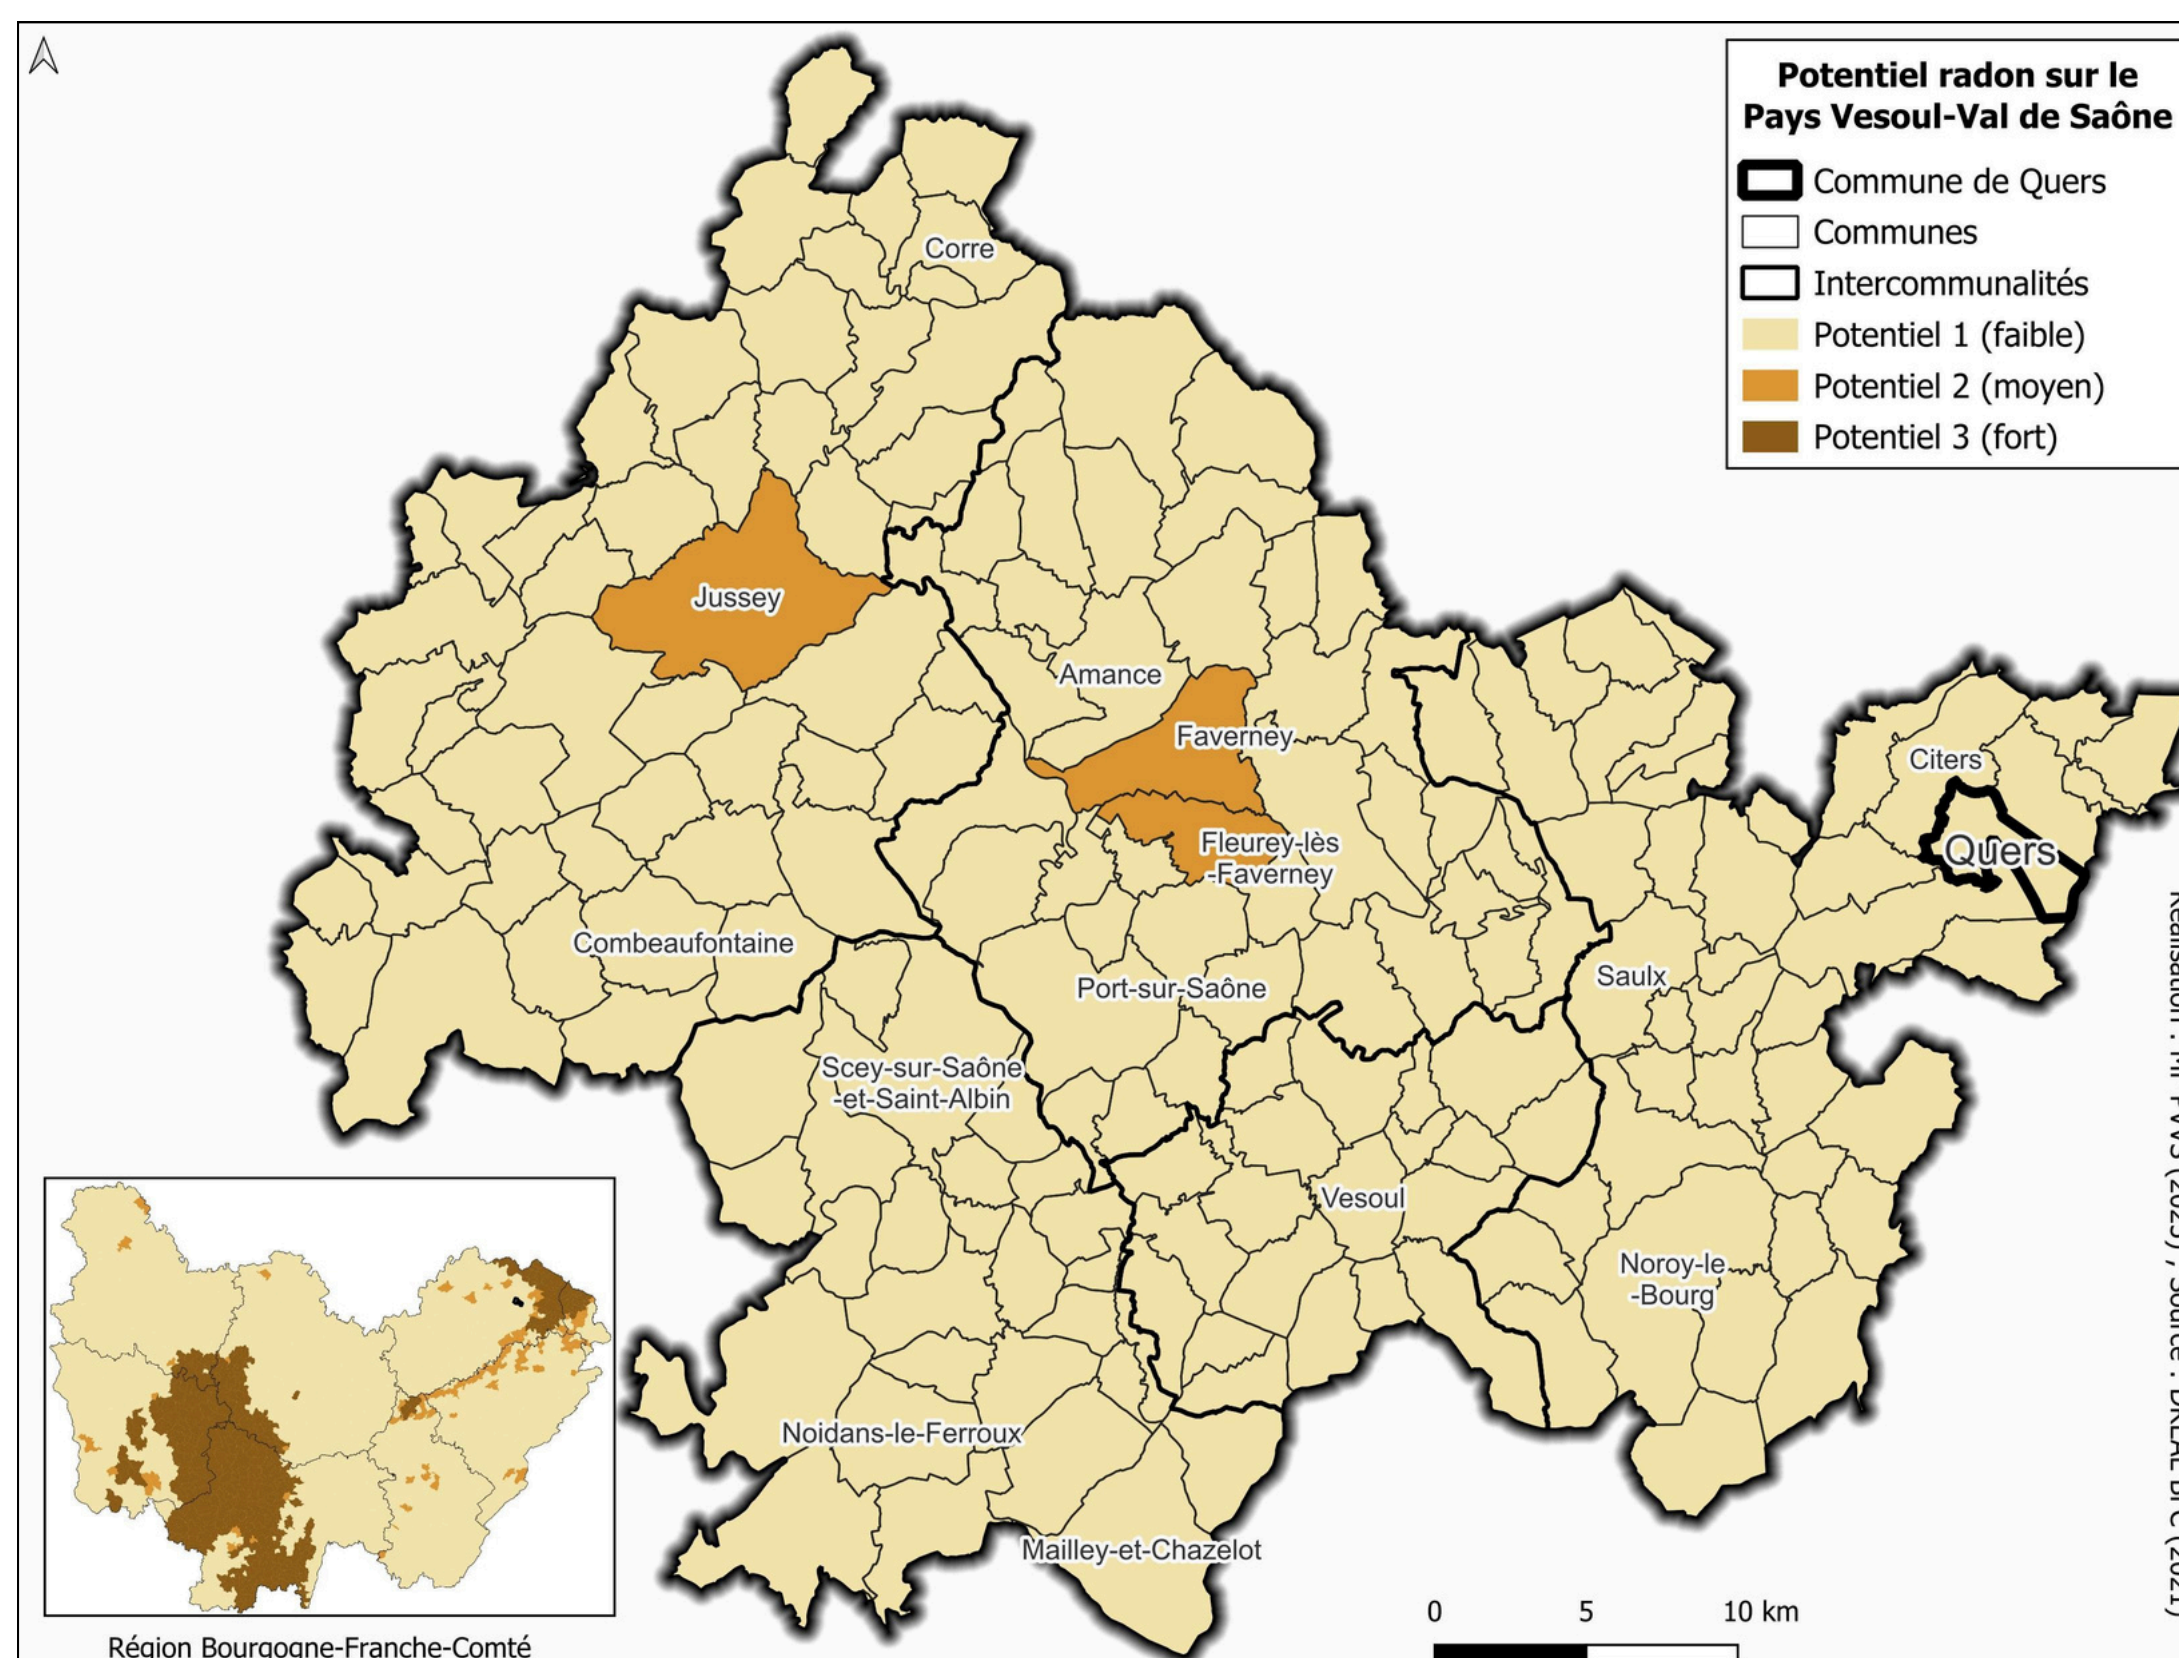 Potentiel radon sur le
Pays Vesoul-Val de Saône
Commune de Quers
Communes
Intercommunalités
Potentiel 1 (faible)
Potentiel 2 (moyen)
Potentiel 3 (fort)
Corre
Jussey
Amance
Faverney
Citers
Fleurey-lès
-Faverney
Quers
Combeaufontaine
Saulx
Port-sur-Saône
Scey-sur-Saône
-et-Saint-Albin
Vesoul
Noroy-le
-Bourg
Noidans-le-Ferroux
Mailley-et-Chazelot
0 5 10 km
Région Bourgogne-Franche-Comté